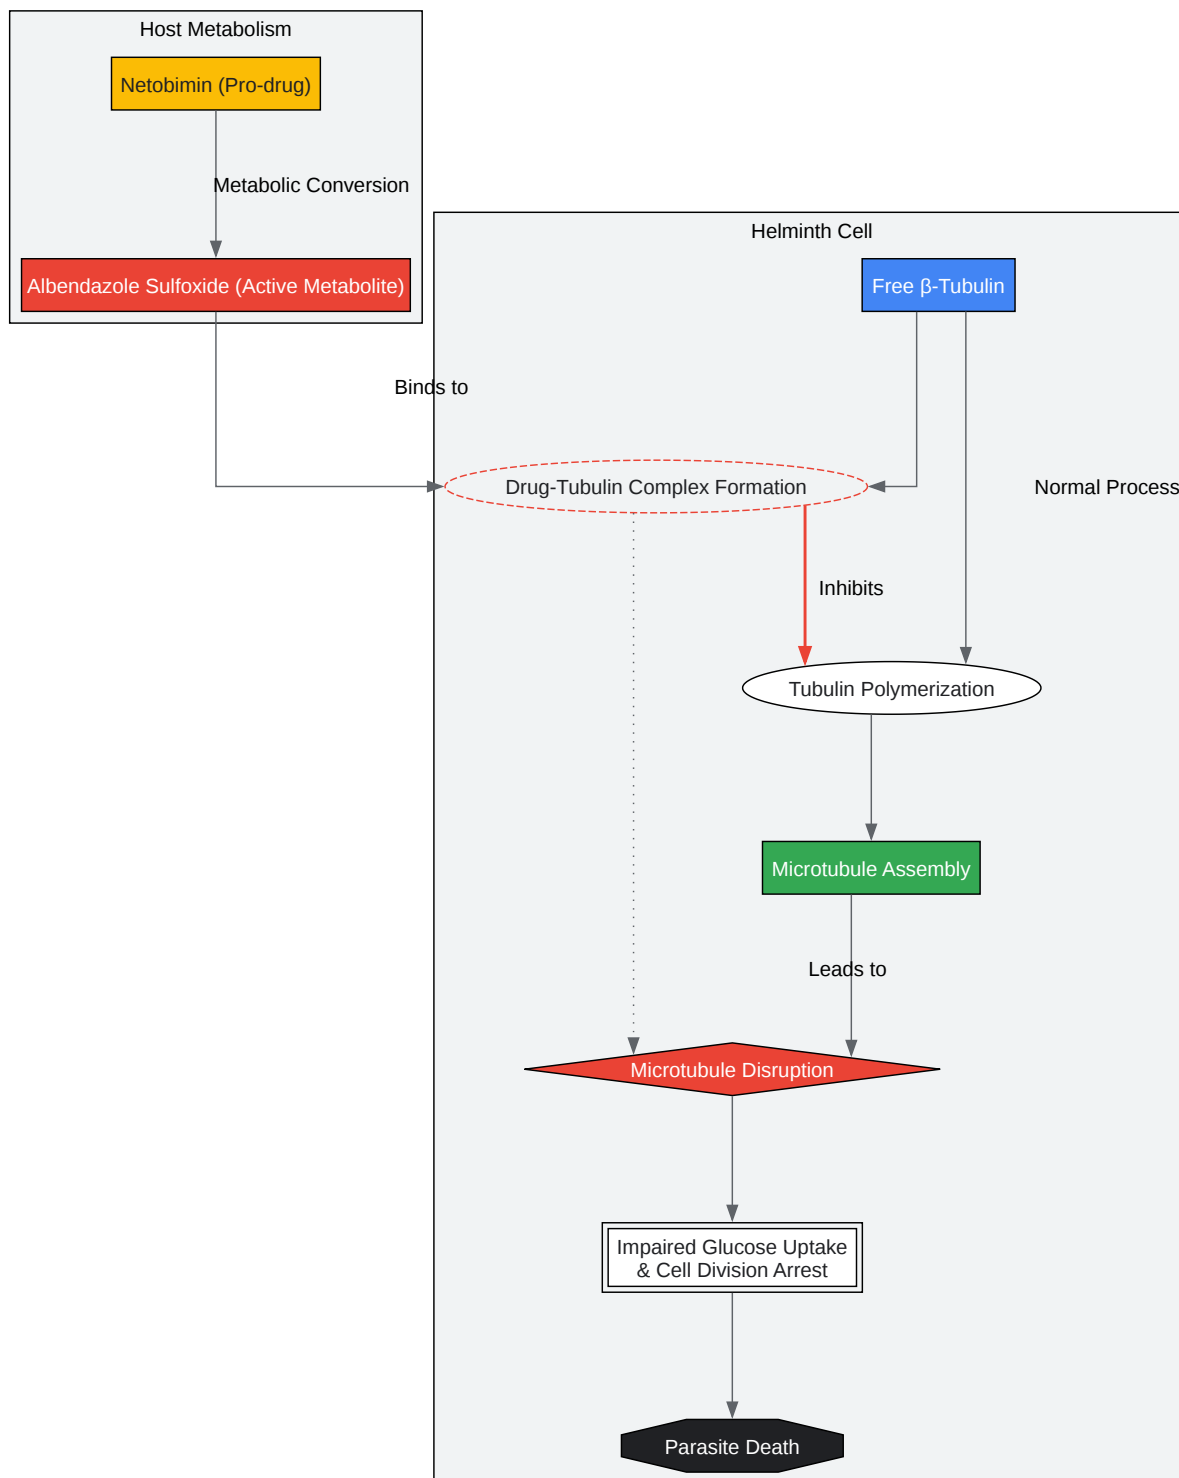 Host Metabolism
Netobimin (Pro-drug)
Metabolic Conversion
Albendazole Sulfoxide (Active Metabolite)
Helminth Cell
Free β-Tubulin
Binds to
Drug-Tubulin Complex Formation
Normal Process
Inhibits
Tubulin Polymerization
Microtubule Assembly
Leads to
Microtubule Disruption
Impaired Glucose Uptake
& Cell Division Arrest
Parasite Death